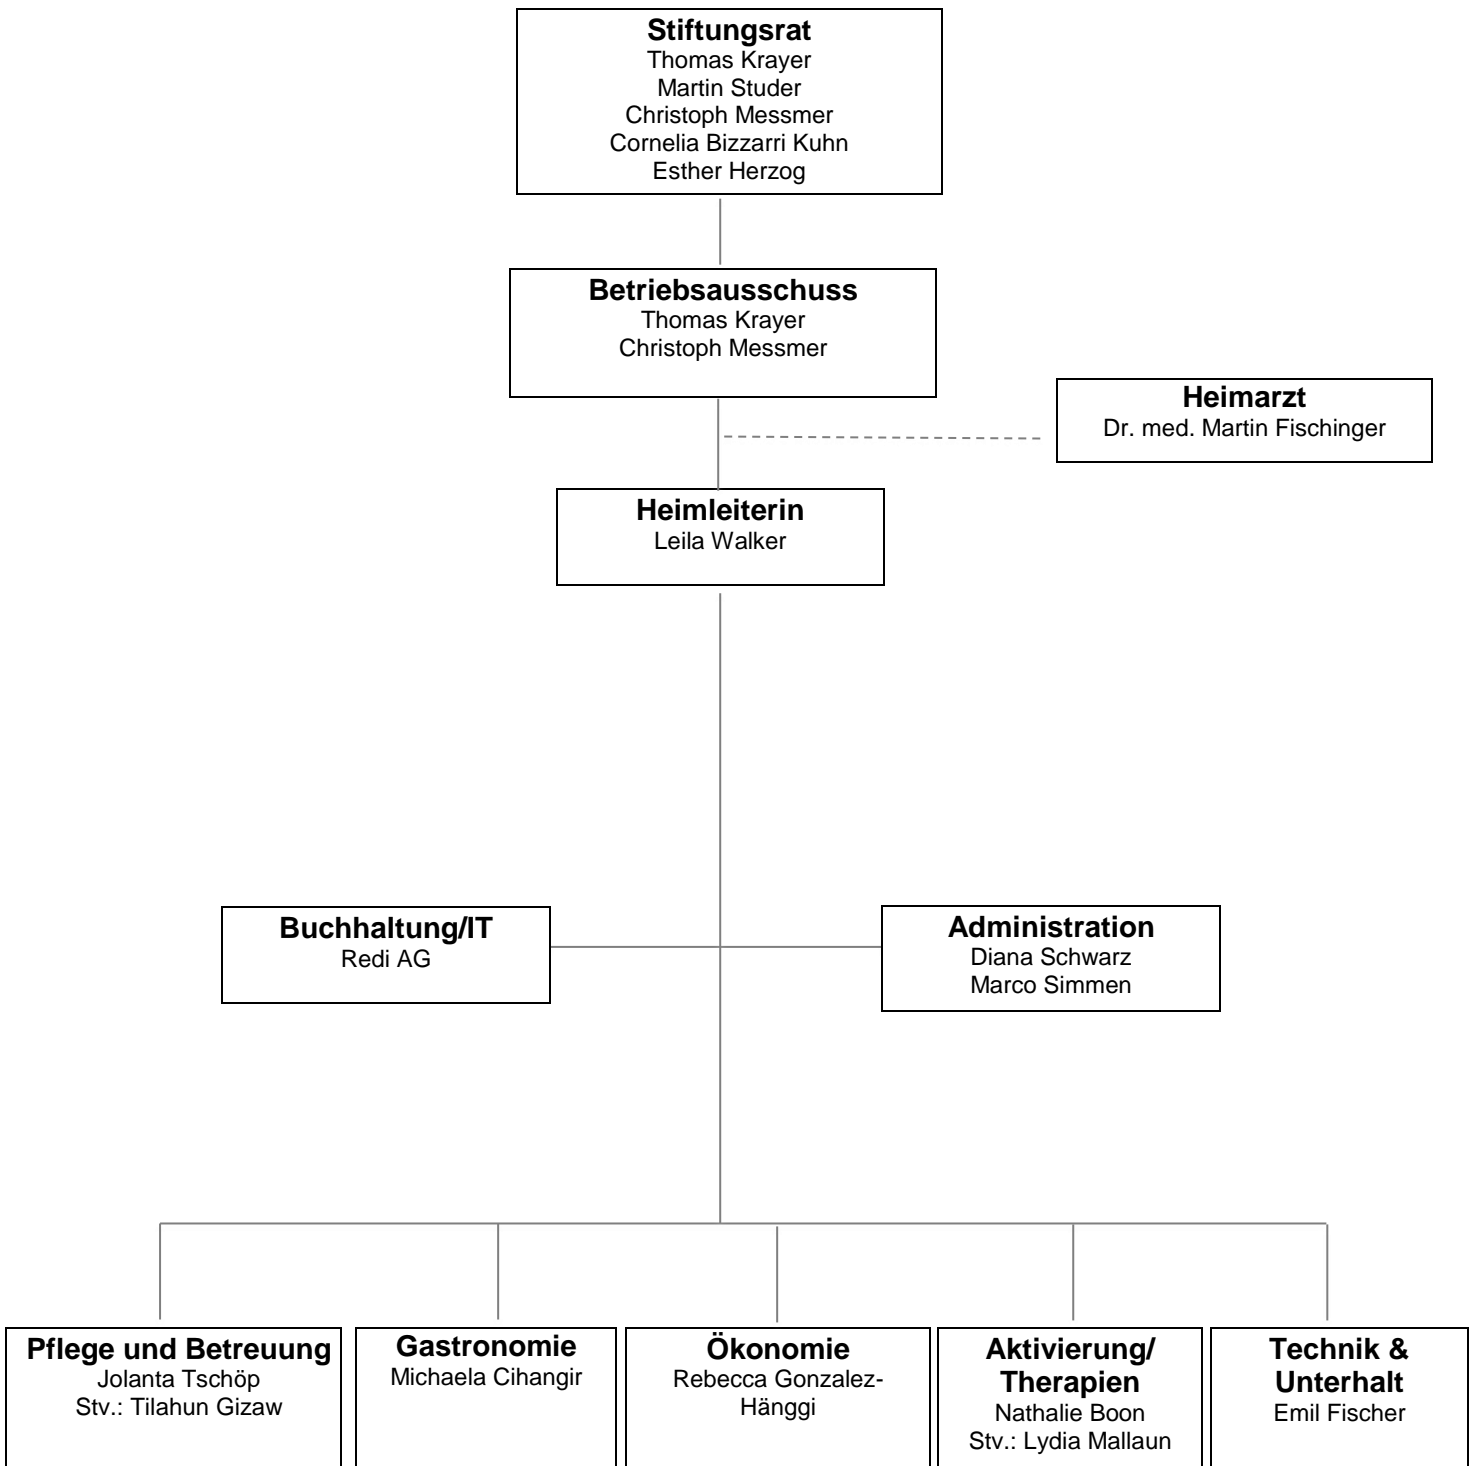 Stiftungsrat
Thomas Krayer
Martin Studer
Christoph Messmer
Cornelia Bizzarri Kuhn
Esther Herzog
Betriebsausschuss
Thomas Krayer
Christoph Messmer
Heimarzt
Dr. med. Martin Fischinger
Heimleiterin
Leila Walker
Buchhaltung/IT
Redi AG
Administration
Diana Schwarz
Marco Simmen
Pflege und Betreuung
Jolanta Tschöp
Stv.: Tilahun Gizaw
Gastronomie
Michaela Cihangir
Ökonomie
Rebecca Gonzalez-
Hänggi
Aktivierung/
Therapien
Nathalie Boon
Stv.: Lydia Mallaun
Technik &
Unterhalt
Emil Fischer